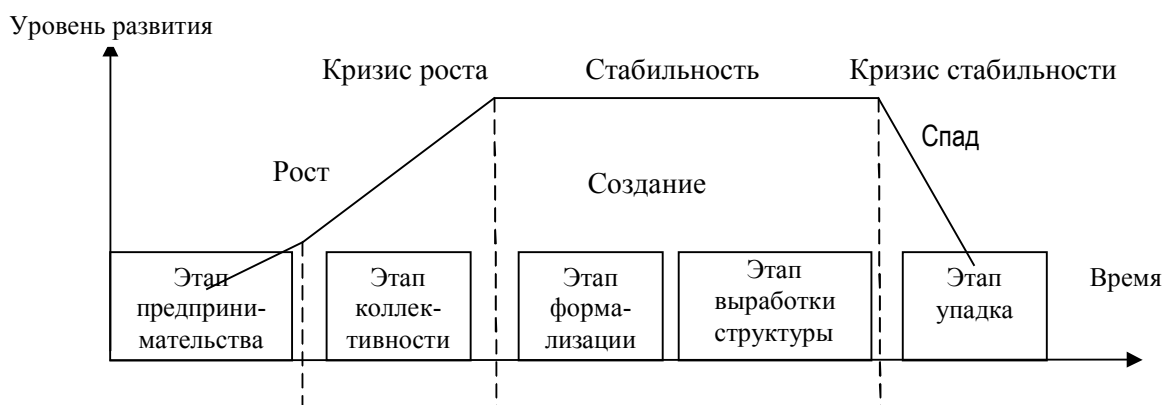 Уровень развития
Кризис роста
Стабильность
Кризис стабильности
Спад
Рост
Создание
Этап
предприни-
мательства
Этап
коллек-
тивности
Этап
форма-
лизации
Этап
выработки
структуры
Этап
упадка
Время